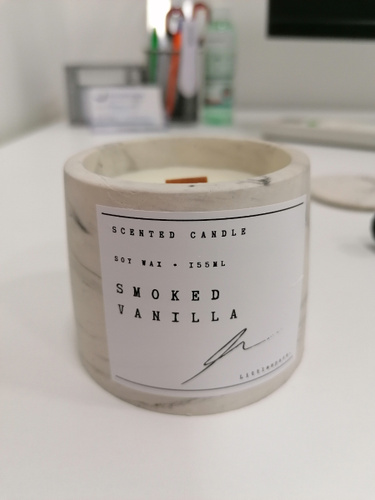 SCENTED CANDLE
SOY WAX • 155ML
SMOKED
VANILLA